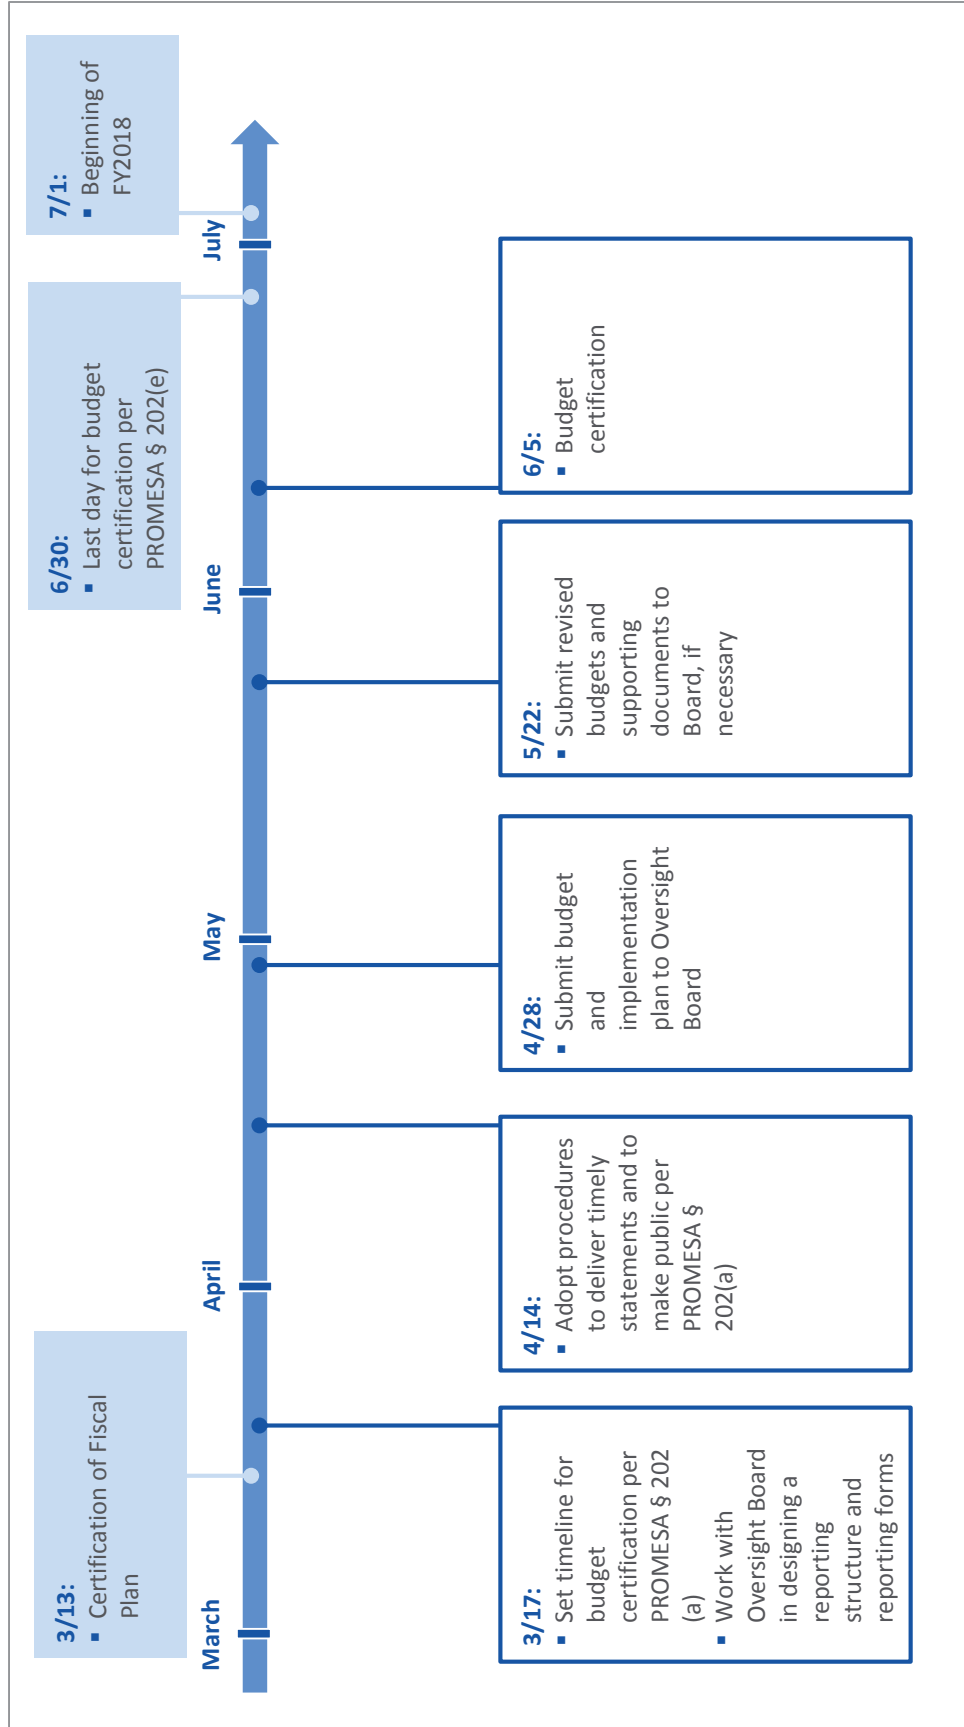 3/13:
▪ Certification of Fiscal
Plan
6/30:
▪ Last day for budget
certification per
PROMESA § 202(e)
7/1:
▪ Beginning of
FY2018
March
April
May
June
July
3/17:
▪ Set timeline for
budget
certification per
PROMESA § 202
(a)
▪ Work with
Oversight Board
in designing a
reporting
structure and
reporting forms
4/14:
▪ Adopt procedures
to deliver timely
statements and to
make public per
PROMESA §
202(a)
4/28:
▪ Submit budget
and
implementation
plan to Oversight
Board
5/22:
▪ Submit revised
budgets and
supporting
documents to
Board, if
necessary
6/5:
▪ Budget
certification